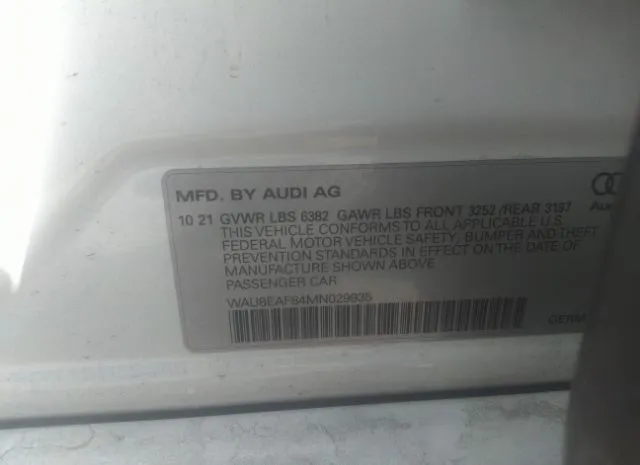 MFD. BY AUDI AG
10 21 GVWR LBS 6382 GAWR LBS FRONT 3252 /REAR 3197
THIS VEHICLE CONFORMS TO ALL APPLICABLE U.S.
FEDERAL MOTOR VEHICLE SAFETY, BUMPER AND THEFT
PREVENTION STANDARDS IN EFFECT ON THE DATE OF
MANUFACTURE SHOWN ABOVE
PASSENGER CAR
WAU8EAF84MN029935